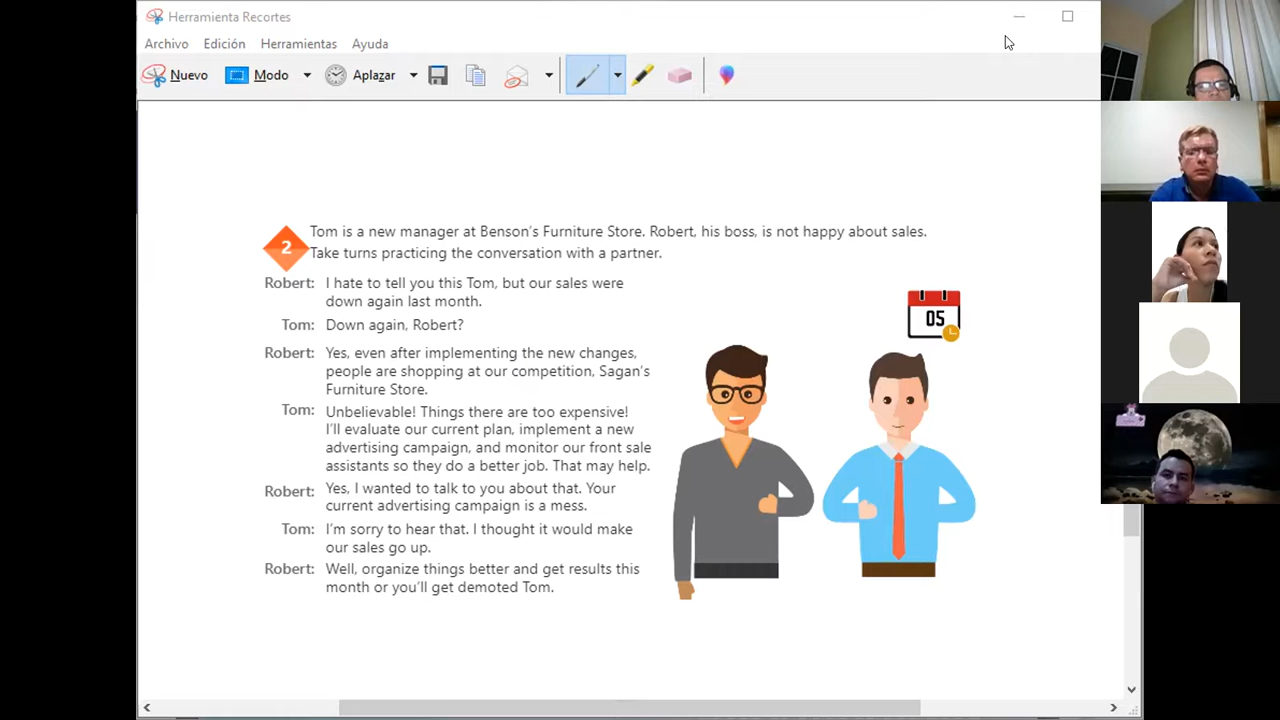 Herramienta Recortes
Archivo Edición Herramientas Ayuda
Nuevo Modo Aplazar
2
Tom is a new manager at Benson's Furniture Store. Robert, his boss, is not happy about sales.
Take turns practicing the conversation with a partner.
Robert: I hate to tell you this Tom, but our sales were
down again last month.
Tom: Down again, Robert?
Robert: Yes, even after implementing the new changes,
people are shopping at our competition, Sagan's
Furniture Store.
Tom: Unbelievable! Things there are too expensive!
I'll evaluate our current plan, implement a new
advertising campaign, and monitor our front sale
assistants so they do a better job. That may help.
Robert: Yes, I wanted to talk to you about that. Your
current advertising campaign is a mess.
Tom: I'm sorry to hear that. I thought it would make
our sales go up.
Robert: Well, organize things better and get results this
month or you'll get demoted Tom.
05